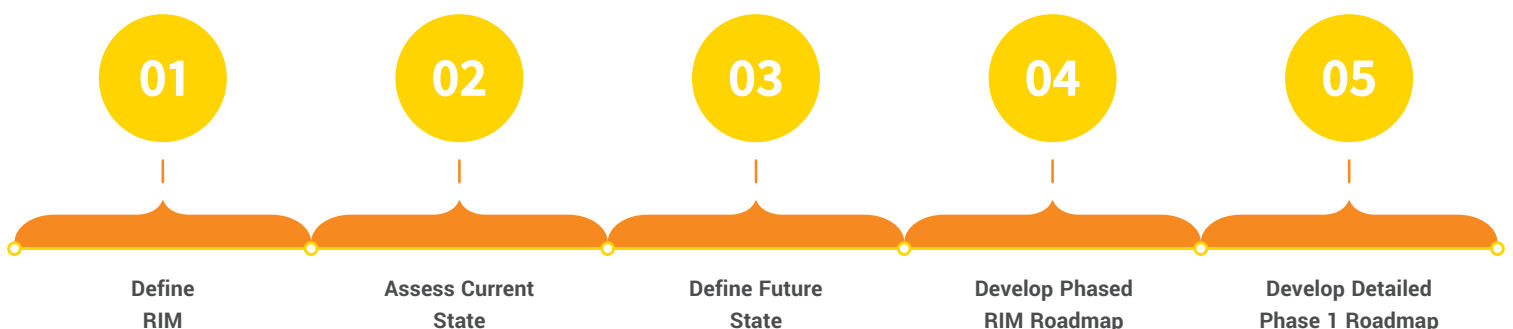 01
02
03
04
05
Define
RIM
Assess Current
State
Define Future
State
Develop Phased
RIM Roadmap
Develop Detailed
Phase 1 Roadmap